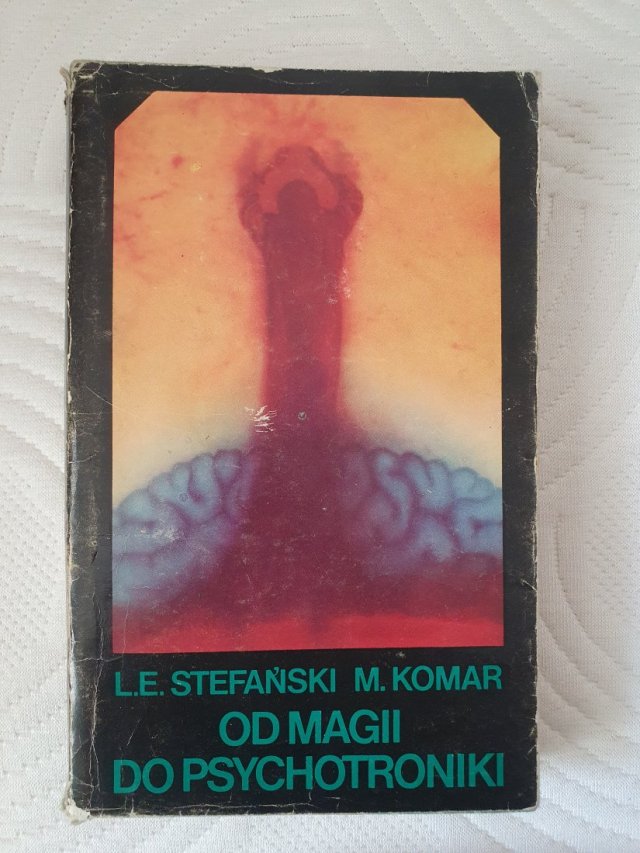 L.E. STEFAŃSKI M. KOMAR
OD MAGII
DO PSYCHOTRONIKI